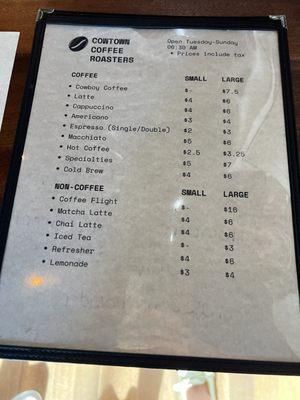 COWTOWN
COFFEE
ROASTERS
Open Tuesday-Sunday
06:30 AM
• Prices include tax
COFFEE SMALL LARGE
• Cowboy Coffee $- $7.5
• Latte $4 $6
• Cappuccino $4 $6
• Americano $3 $4
• Espresso (Single/Double) $2 $3
• Macchiato $5 $6
• Hot Coffee $2.5 $3.25
• Specialties $5 $7
• Cold Brew $4 $6
NON-COFFEE SMALL LARGE
• Coffee Flight $- $16
• Matcha Latte $4 $6
• Chai Latte $4 $6
• Iced Tea $- $3
• Refresher $4 $6
• Lemonade $3 $4